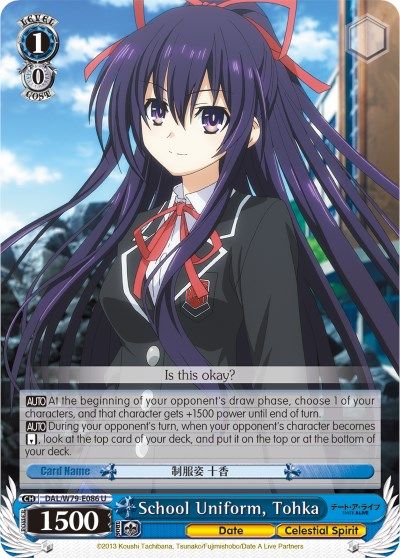 LEVEL
1
0
COST
Is this okay?
AUTO At the beginning of your opponent's draw phase, choose 1 of your
characters, and that character gets +1500 power until end of turn.
AUTO During your opponent's turn, when your opponent's character becomes
, look at the top card of your deck, and put it on the top or at the bottom
of your deck.
Card Name
制服姿 十香
CH DAL/W79-E086 U
POWER 1500
School Uniform, Tohka
デート・ア・ライブ
DATE A LIVE
Date
Celestial Spirit
©2013 Koushi Tachibana, Tsunako/Fujimishobo/Date A Live Partners